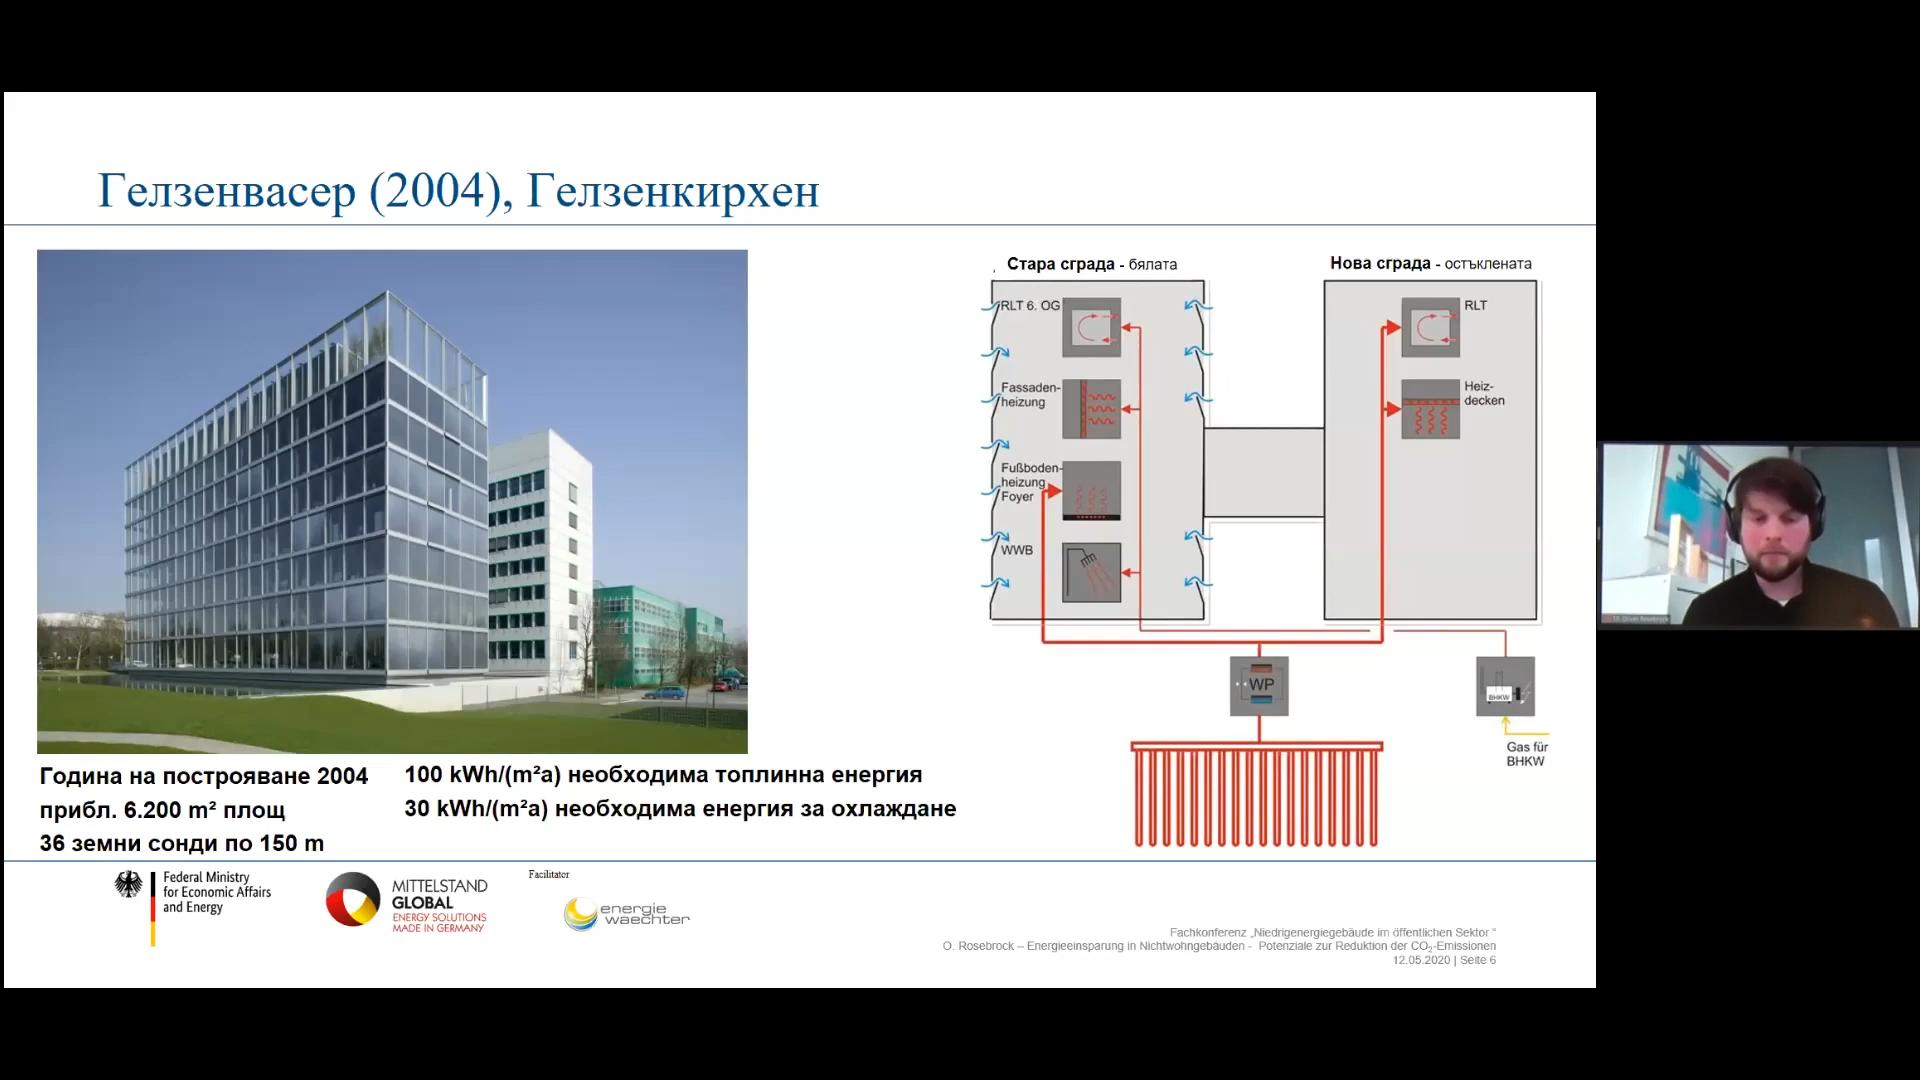 Гелзенвасер (2004), Гелзенкирхен
Стара сграда - бялата
Нова сграда - остъклената
RLT 6. OG
RLT
Fassaden-
heizung
Heiz-
decken
Fußboden-
heizung
Foyer
WWB
WP
BHKW
Gas für
BHKW
Година на построяване 2004
прибл. 6.200 m² площ
36 земни сонди по 150 m
100 kWh/(m²a) необходима топлинна енергия
30 kWh/(m²a) необходима енергия за охлаждане
Federal Ministry
for Economic Affairs
and Energy
MITTELSTAND
GLOBAL
ENERGY SOLUTIONS
MADE IN GERMANY
Facilitator
energie
waechter
Fachkonferenz „Niedrigenergiegebäude im öffentlichen Sektor “
O. Rosebrock – Energieeinsparung in Nichtwohngebäuden - Potenziale zur Reduktion der CO₂-Emissionen
12.05.2020 | Seite 6